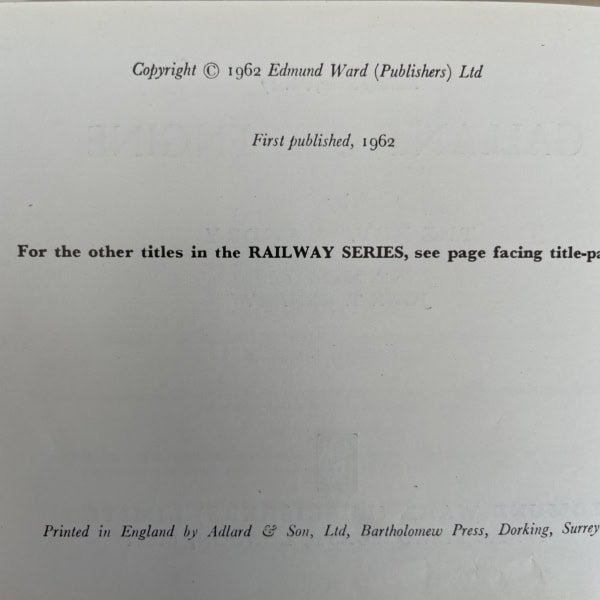 Copyright © 1962 Edmund Ward (Publishers) Ltd
First published, 1962
For the other titles in the RAILWAY SERIES, see page facing title-pa
Printed in England by Adlard & Son, Ltd, Bartholomew Press, Dorking, Surrey